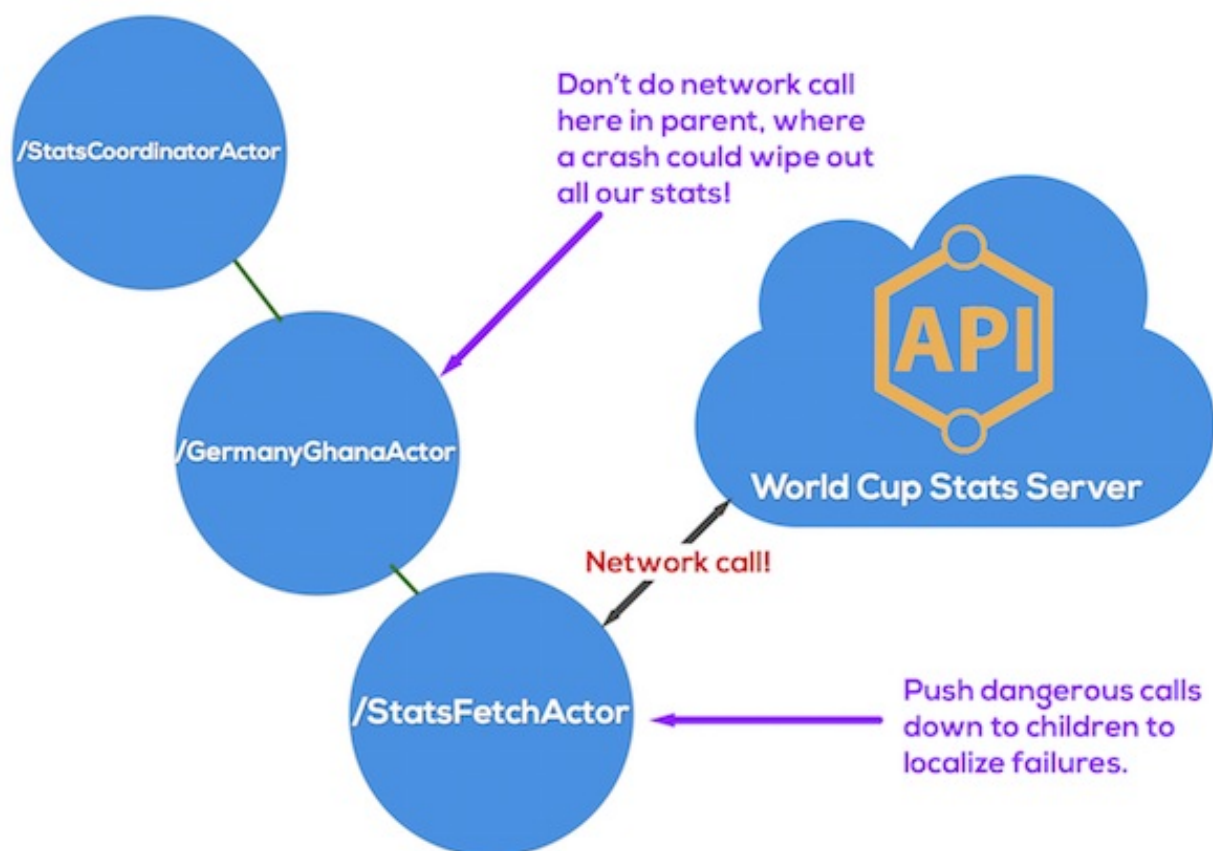 /StatsCoordinatorActor
Don't do network call
here in parent, where
a crash could wipe out
all our stats!
API
World Cup Stats Server
/GermanyGhanaActor
Network call!
/StatsFetchActor
Push dangerous calls
down to children to
localize failures.